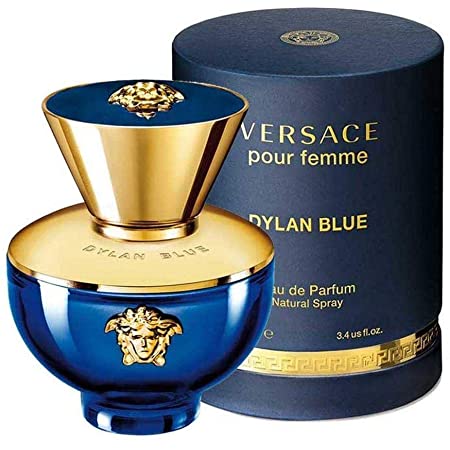 DYLAN BLUE
VERSACE
pour femme
DYLAN BLUE
au de Parfum
Natural Spray
3.4 us fl.oz.